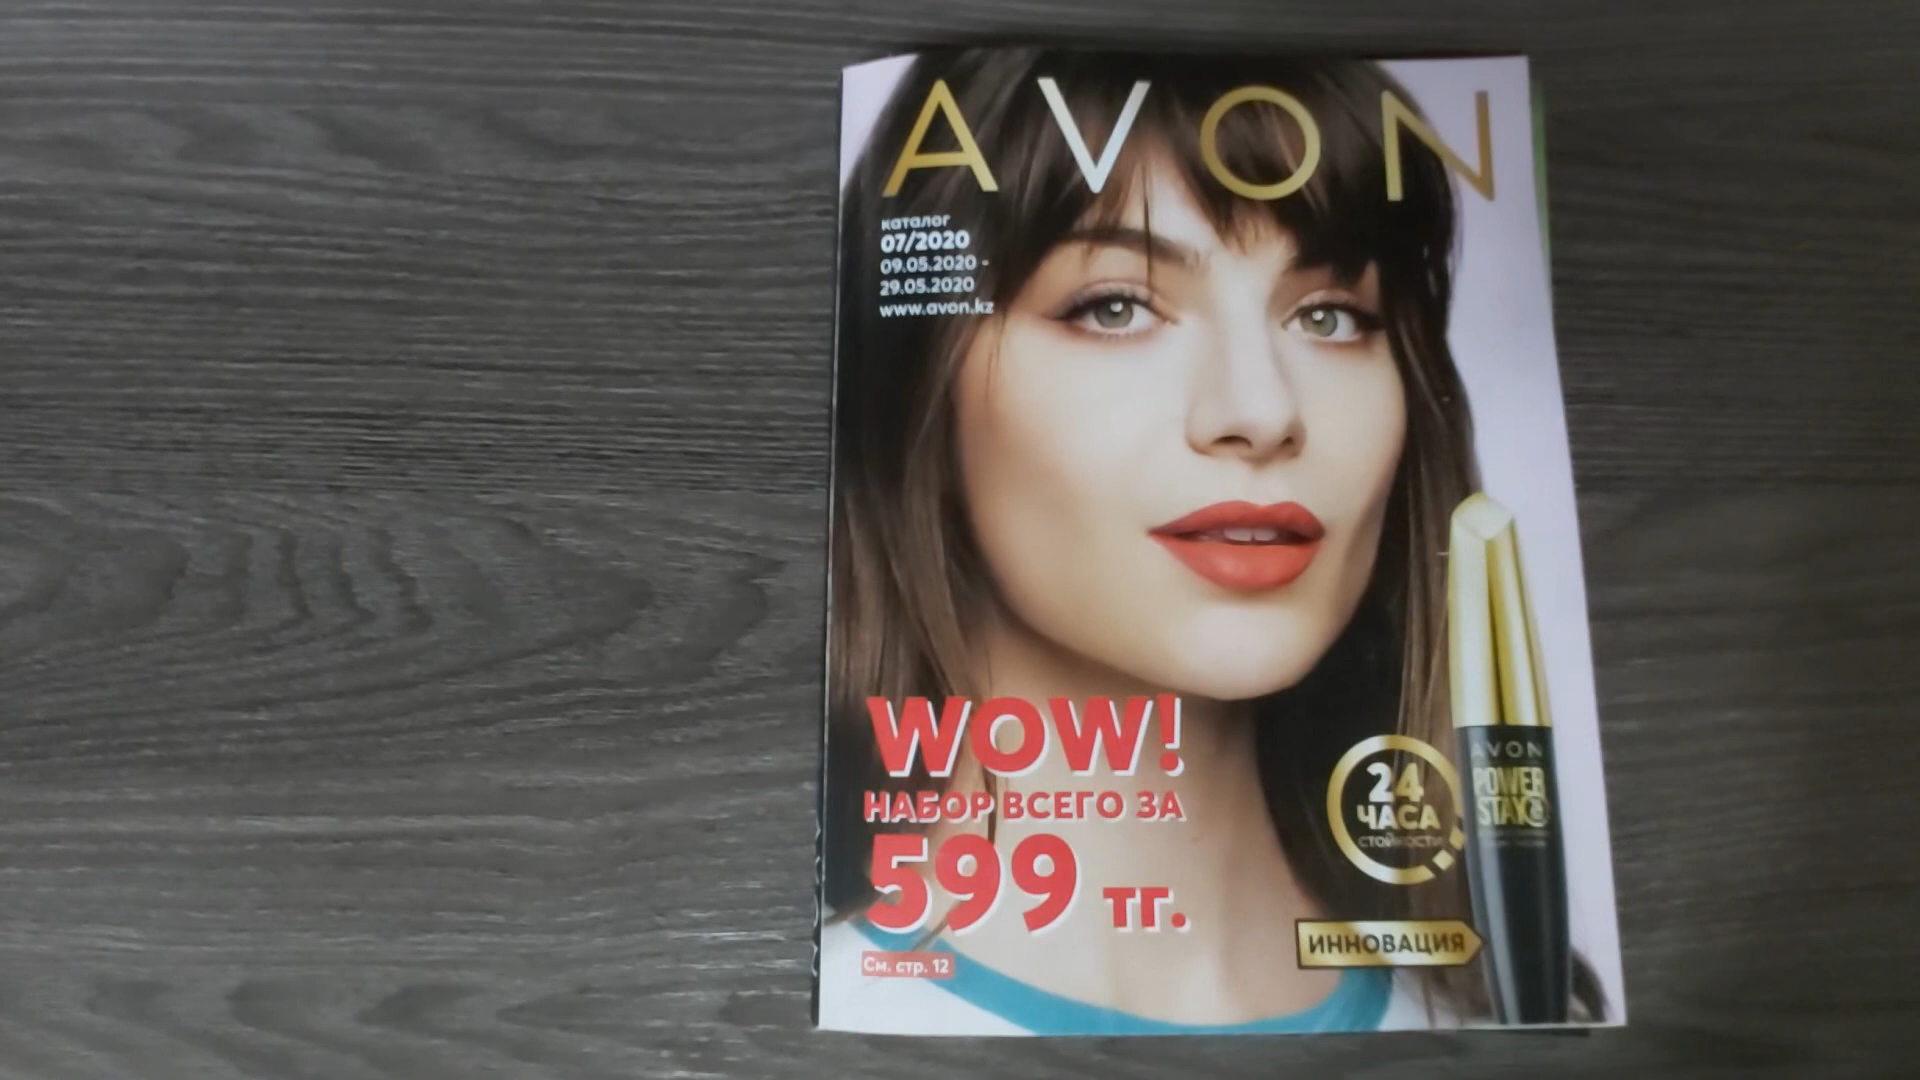 AVON
каталог
07/2020
09.05.2020 -
29.05.2020
www.avon.kz
WOW!
НАБОР ВСЕГО ЗА
599 тг.
См. стр. 12
24
ЧАСА
СТОЙКОСТИ
AVON
POWER
STAY
ИННОВАЦИЯ